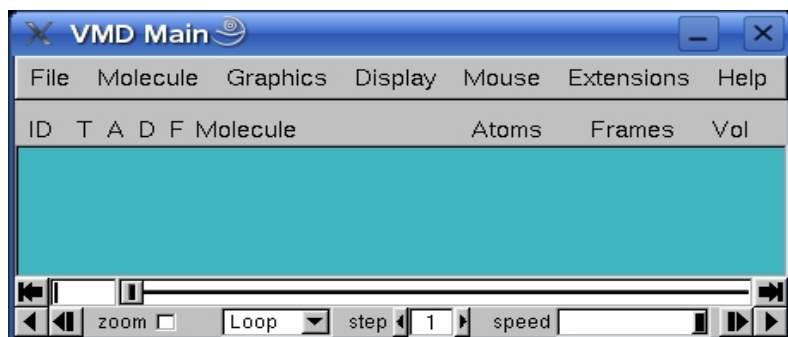 VMD Main
File Molecule Graphics Display Mouse Extensions Help
ID T A D F Molecule Atoms Frames Vol
zoom Loop step 1 speed